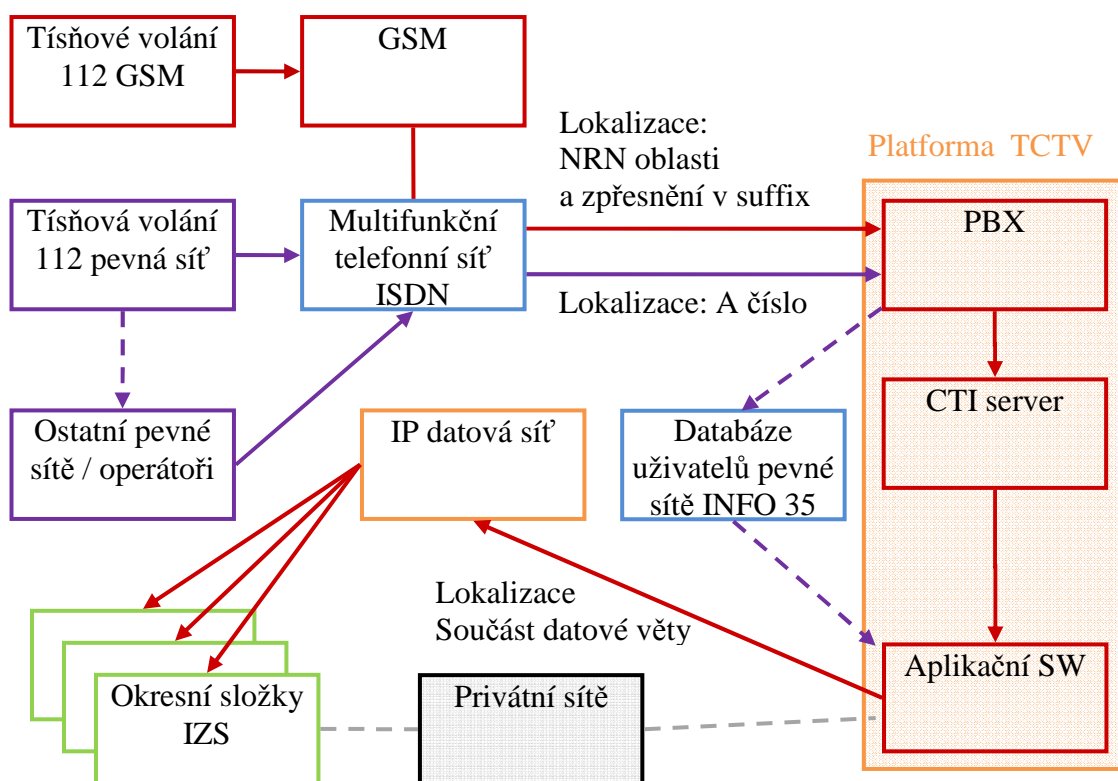 Tísňové volání
112 GSM
GSM
Lokalizace:
NRN oblasti
a zpřesnění v suffix
Platforma TCTV
Tísňová volání
112 pevná síť
Multifunkční
telefonní síť
ISDN
PBX
Lokalizace: A číslo
CTI server
Ostatní pevné
sítě / operátoři
IP datová síť
Databáze
uživatelů pevné
sítě INFO 35
Lokalizace
Součást datové věty
Aplikační SW
Okresní složky
IZS
Privátní sítě